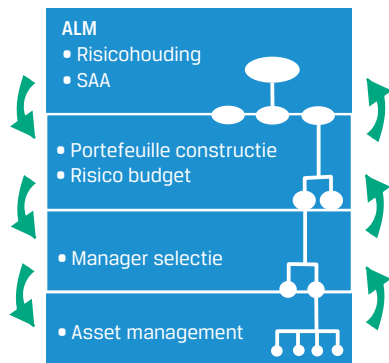 ALM
• Risicohouding
• SAA
• Portefeuille constructie
• Risico budget
• Manager selectie
• Asset management